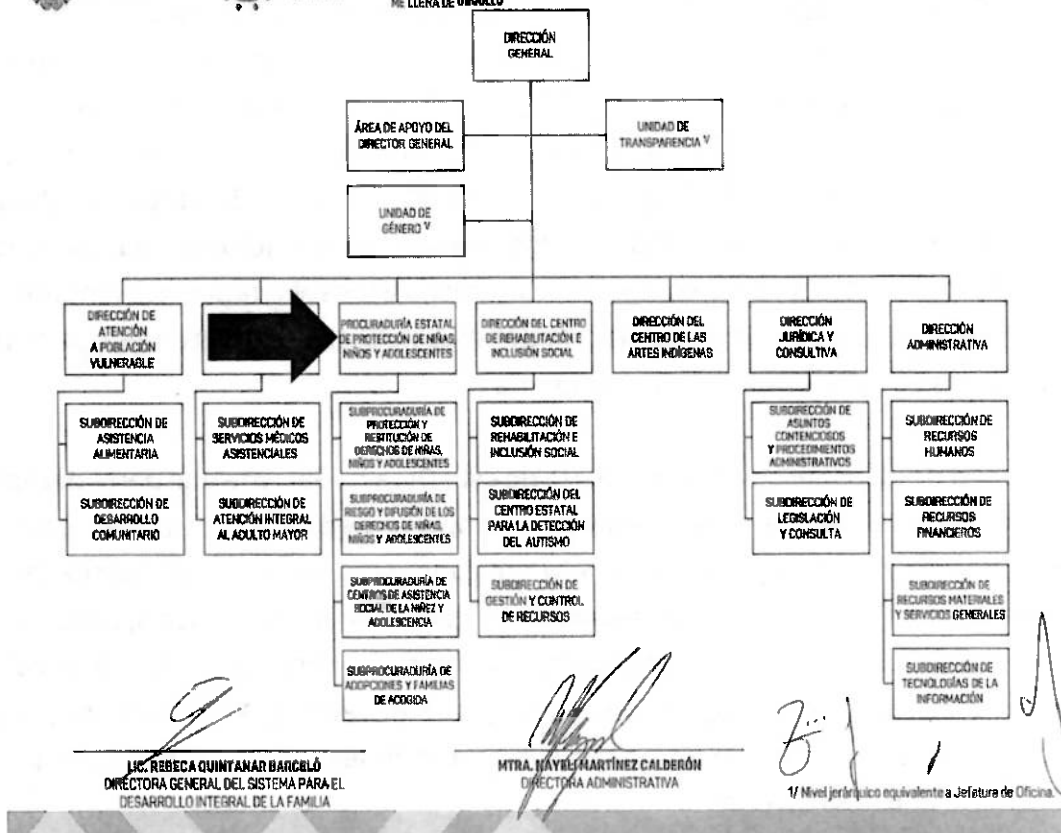 ME LLENA DE ORGULLO
DIRECCIÓN
GENERAL
ÁREA DE APOYO DEL
DIRECTOR GENERAL
UNIDAD DE
TRANSPARENCIA 1/
UNIDAD DE
GÉNERO 1/
DIRECCIÓN DE
ATENCIÓN
A POBLACIÓN
VULNERABLE
PROCURADURÍA ESTATAL
DE PROTECCIÓN DE NIÑAS,
NIÑOS Y ADOLESCENTES
DIRECCIÓN DEL CENTRO
DE REHABILITACIÓN E
INCLUSIÓN SOCIAL
DIRECCIÓN DEL
CENTRO DE LAS
ARTES INDÍGENAS
DIRECCIÓN
JURÍDICA Y
CONSULTIVA
DIRECCIÓN
ADMINISTRATIVA
SUBDIRECCIÓN DE
ASISTENCIA
ALIMENTARIA
SUBDIRECCIÓN DE
SERVICIOS MÉDICOS
ASISTENCIALES
SUBPROCURADURÍA DE
PROTECCIÓN Y
RESTITUCIÓN DE
DERECHOS DE NIÑAS,
NIÑOS Y ADOLESCENTES
SUBDIRECCIÓN DE
REHABILITACIÓN E
INCLUSIÓN SOCIAL
SUBDIRECCIÓN DE
ASUNTOS
CONTENCIOSOS
Y PROCEDIMIENTOS
ADMINISTRATIVOS
SUBDIRECCIÓN DE
RECURSOS
HUMANOS
SUBDIRECCIÓN DE
DESARROLLO
COMUNITARIO
SUBDIRECCIÓN DE
ATENCIÓN INTEGRAL
AL ADULTO MAYOR
SUBPROCURADURÍA DE
RIESGO Y DIFUSIÓN DE LOS
DERECHOS DE NIÑAS,
NIÑOS Y ADOLESCENTES
SUBDIRECCIÓN DEL
CENTRO ESTATAL
PARA LA DETECCIÓN
DEL AUTISMO
SUBDIRECCIÓN DE
LEGISLACIÓN
Y CONSULTA
SUBDIRECCIÓN DE
RECURSOS
FINANCIEROS
SUBPROCURADURÍA DE
CENTROS DE ASISTENCIA
SOCIAL DE LA NIÑEZ Y
ADOLESCENCIA
SUBDIRECCIÓN DE
GESTIÓN Y CONTROL
DE RECURSOS
SUBDIRECCIÓN DE
RECURSOS MATERIALES
Y SERVICIOS GENERALES
SUBPROCURADURÍA DE
ADOPCIONES Y FAMILIAS
DE ACOGIDA
SUBDIRECCIÓN DE
TECNOLOGÍAS DE LA
INFORMACIÓN
LIC. REBECA QUINTANAR BARCELÓ
DIRECTORA GENERAL DEL SISTEMA PARA EL
DESARROLLO INTEGRAL DE LA FAMILIA
MTRA. NAYELI MARTÍNEZ CALDERÓN
DIRECTORA ADMINISTRATIVA
1/ Nivel jerárquico equivalente a Jefatura de Oficina.